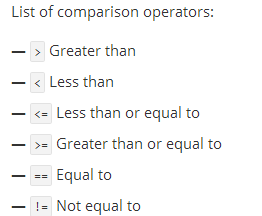 List of comparison operators:
— > Greater than
— < Less than
— <= Less than or equal to
— >= Greater than or equal to
— == Equal to
— != Not equal to